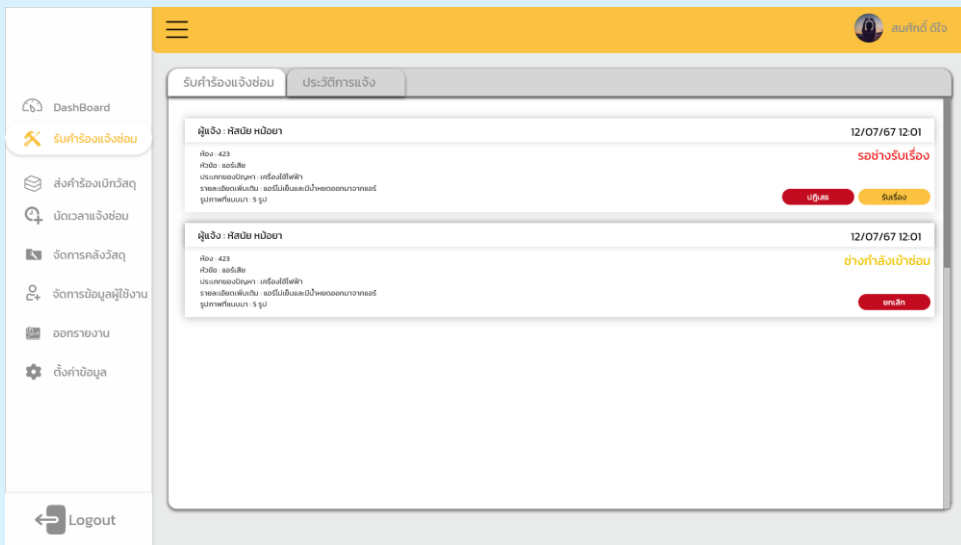 สมศักดิ์ ดีใจ
DashBoard
รับคำร้องแจ้งซ่อม
ส่งคำร้องเบิกวัสดุ
นัดเวลาแจ้งซ่อม
จัดการคลังวัสดุ
จัดการข้อมูลผู้ใช้งาน
ออกรายงาน
ตั้งค่าข้อมูล
Logout
รับคำร้องแจ้งซ่อม ประวัติการแจ้ง
ผู้แจ้ง : หัสนัย หม้อยา 12/07/67 12:01
ห้อง : 423
รอช่างรับเรื่อง
หัวข้อ : แอร์เสีย
ประเภทของปัญหา : เครื่องใช้ไฟฟ้า
รายละเอียดเพิ่มเติม : แอร์ไม่เย็นและมีน้ำหยดออกมาจากแอร์
รูปภาพที่แนบมา : 5 รูป
ปฏิเสธ รับเรื่อง
ผู้แจ้ง : หัสนัย หม้อยา 12/07/67 12:01
ห้อง : 423
ช่างกำลังเข้าซ่อม
หัวข้อ : แอร์เสีย
ประเภทของปัญหา : เครื่องใช้ไฟฟ้า
รายละเอียดเพิ่มเติม : แอร์ไม่เย็นและมีน้ำหยดออกมาจากแอร์
รูปภาพที่แนบมา : 5 รูป
ยกเลิก